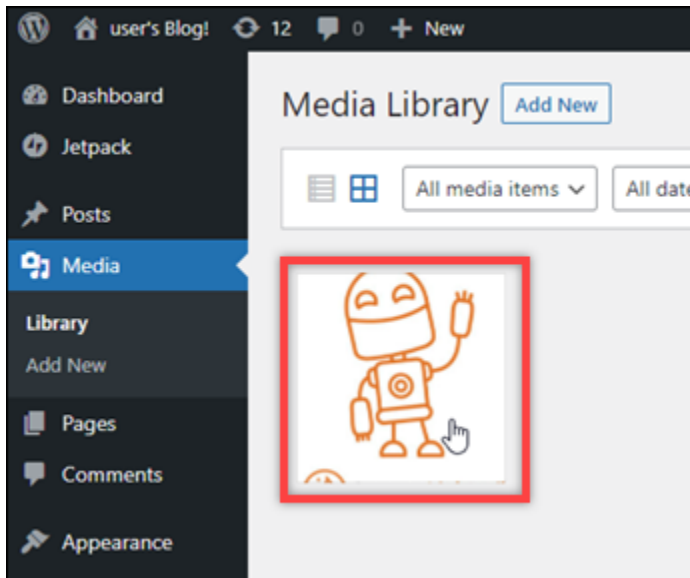 user's Blog! 12 0 New
Dashboard
Jetpack
Posts
Media
Library
Add New
Pages
Comments
Appearance
Media Library Add New
All media items All date